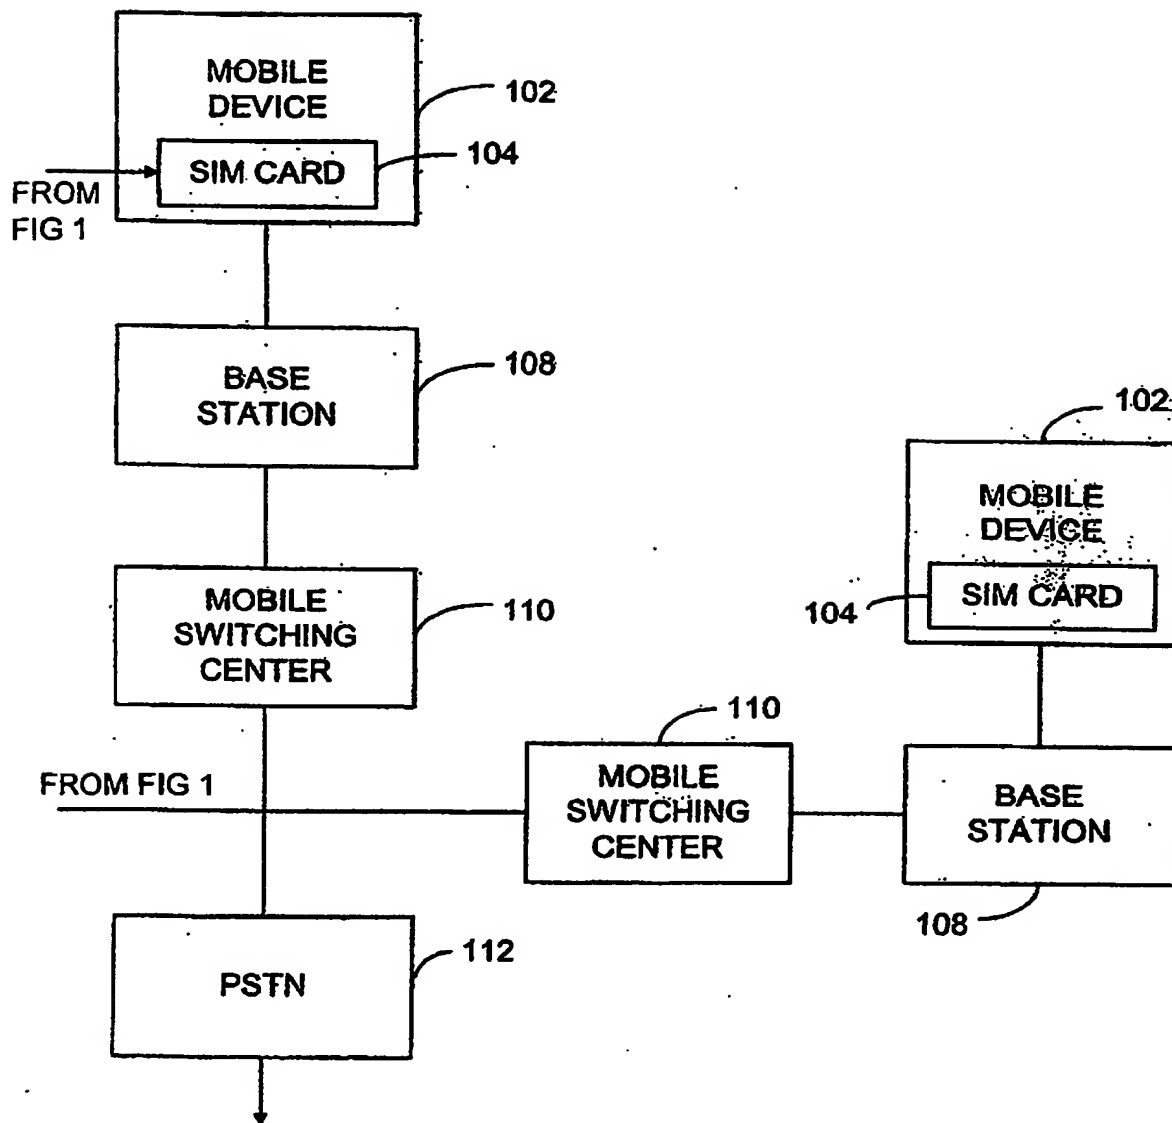 MOBILE
DEVICE
102
SIM CARD
104
FROM
FIG 1
BASE
STATION
108
MOBILE
SWITCHING
CENTER
110
102
MOBILE
DEVICE
SIM CARD
104
110
FROM FIG 1
MOBILE
SWITCHING
CENTER
BASE
STATION
108
PSTN
112